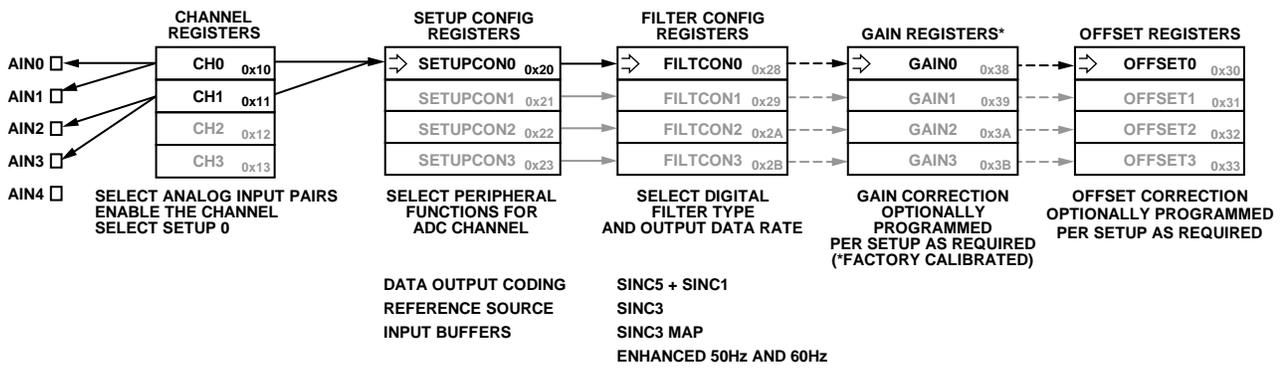 CHANNEL
REGISTERS
SETUP CONFIG
REGISTERS
FILTER CONFIG
REGISTERS
GAIN REGISTERS*
OFFSET REGISTERS
AIN0
CH0 0x10
SETUPCON0 0x20
FILTCON0 0x28
GAIN0 0x38
OFFSET0 0x30
AIN1
CH1 0x11
SETUPCON1 0x21
FILTCON1 0x29
GAIN1 0x39
OFFSET1 0x31
AIN2
CH2 0x12
SETUPCON2 0x22
FILTCON2 0x2A
GAIN2 0x3A
OFFSET2 0x32
AIN3
CH3 0x13
SETUPCON3 0x23
FILTCON3 0x2B
GAIN3 0x3B
OFFSET3 0x33
AIN4
SELECT ANALOG INPUT PAIRS
ENABLE THE CHANNEL
SELECT SETUP 0
SELECT PERIPHERAL
FUNCTIONS FOR
ADC CHANNEL
SELECT DIGITAL
FILTER TYPE
AND OUTPUT DATA RATE
GAIN CORRECTION
OPTIONALLY
PROGRAMMED
PER SETUP AS REQUIRED
(*FACTORY CALIBRATED)
OFFSET CORRECTION
OPTIONALLY PROGRAMMED
PER SETUP AS REQUIRED
DATA OUTPUT CODING
REFERENCE SOURCE
INPUT BUFFERS
SINC5 + SINC1
SINC3
SINC3 MAP
ENHANCED 50Hz AND 60Hz